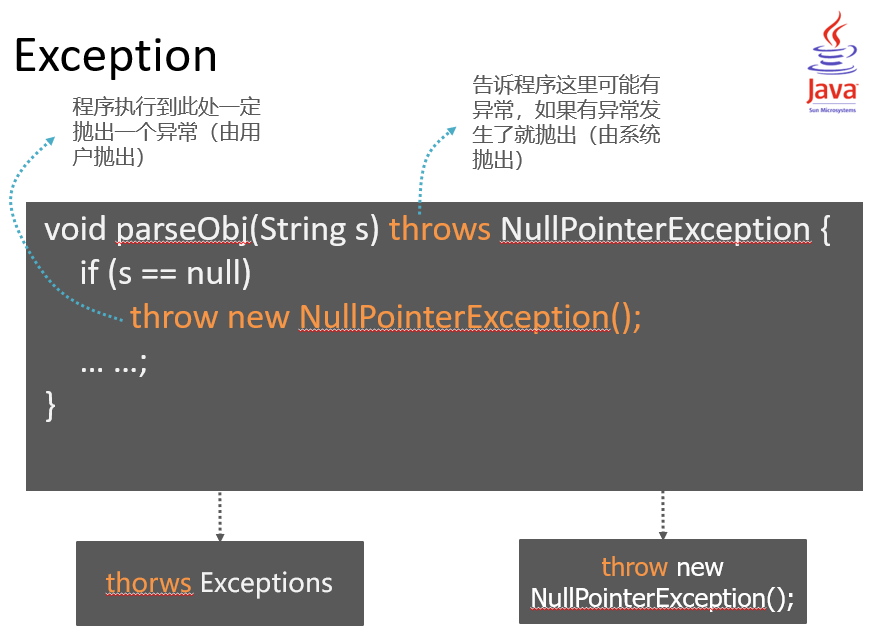 Exception
Java
Sun Microsystems
程序执行到此处一定
抛出一个异常（由用
户抛出）
告诉程序这里可能有
异常，如果有异常发
生了就抛出（由系统
抛出）
void parseObj(String s) throws NullPointerException {
if (s == null)
throw new NullPointerException();
... ...;
}
thorws Exceptions
throw new
NullPointerException();